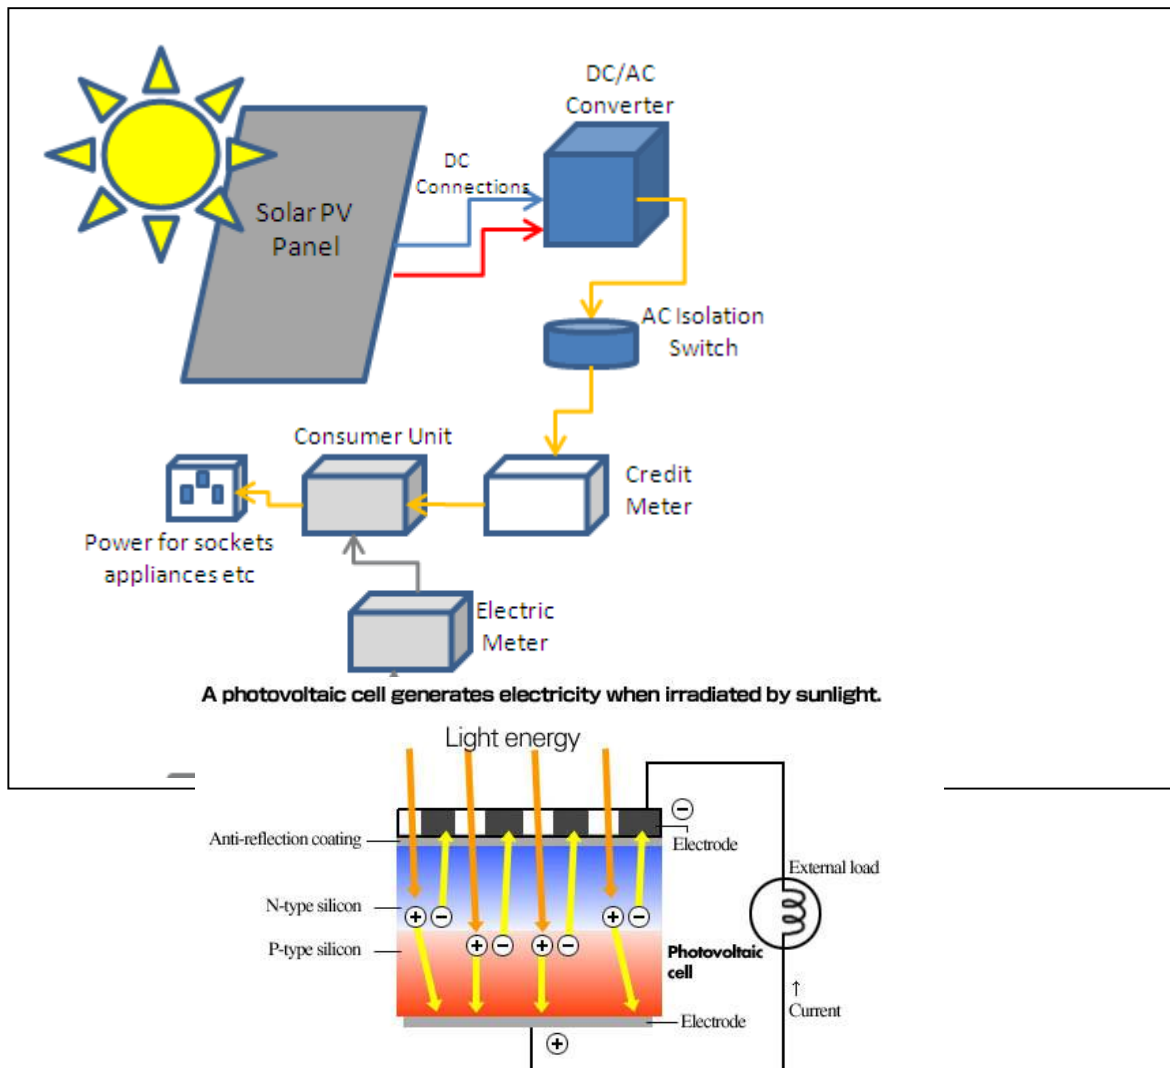 DC/AC
Converter
DC
Connections
Solar PV
Panel
AC Isolation
Switch
Consumer Unit
Credit
Meter
Power for sockets
appliances etc
Electric
Meter
A photovoltaic cell generates electricity when irradiated by sunlight.
Light energy
−
Anti-reflection coating
Electrode
External load
N-type silicon
+ − + −
P-type silicon
+ − + −
Photovoltaic
cell
↑
Current
Electrode
+